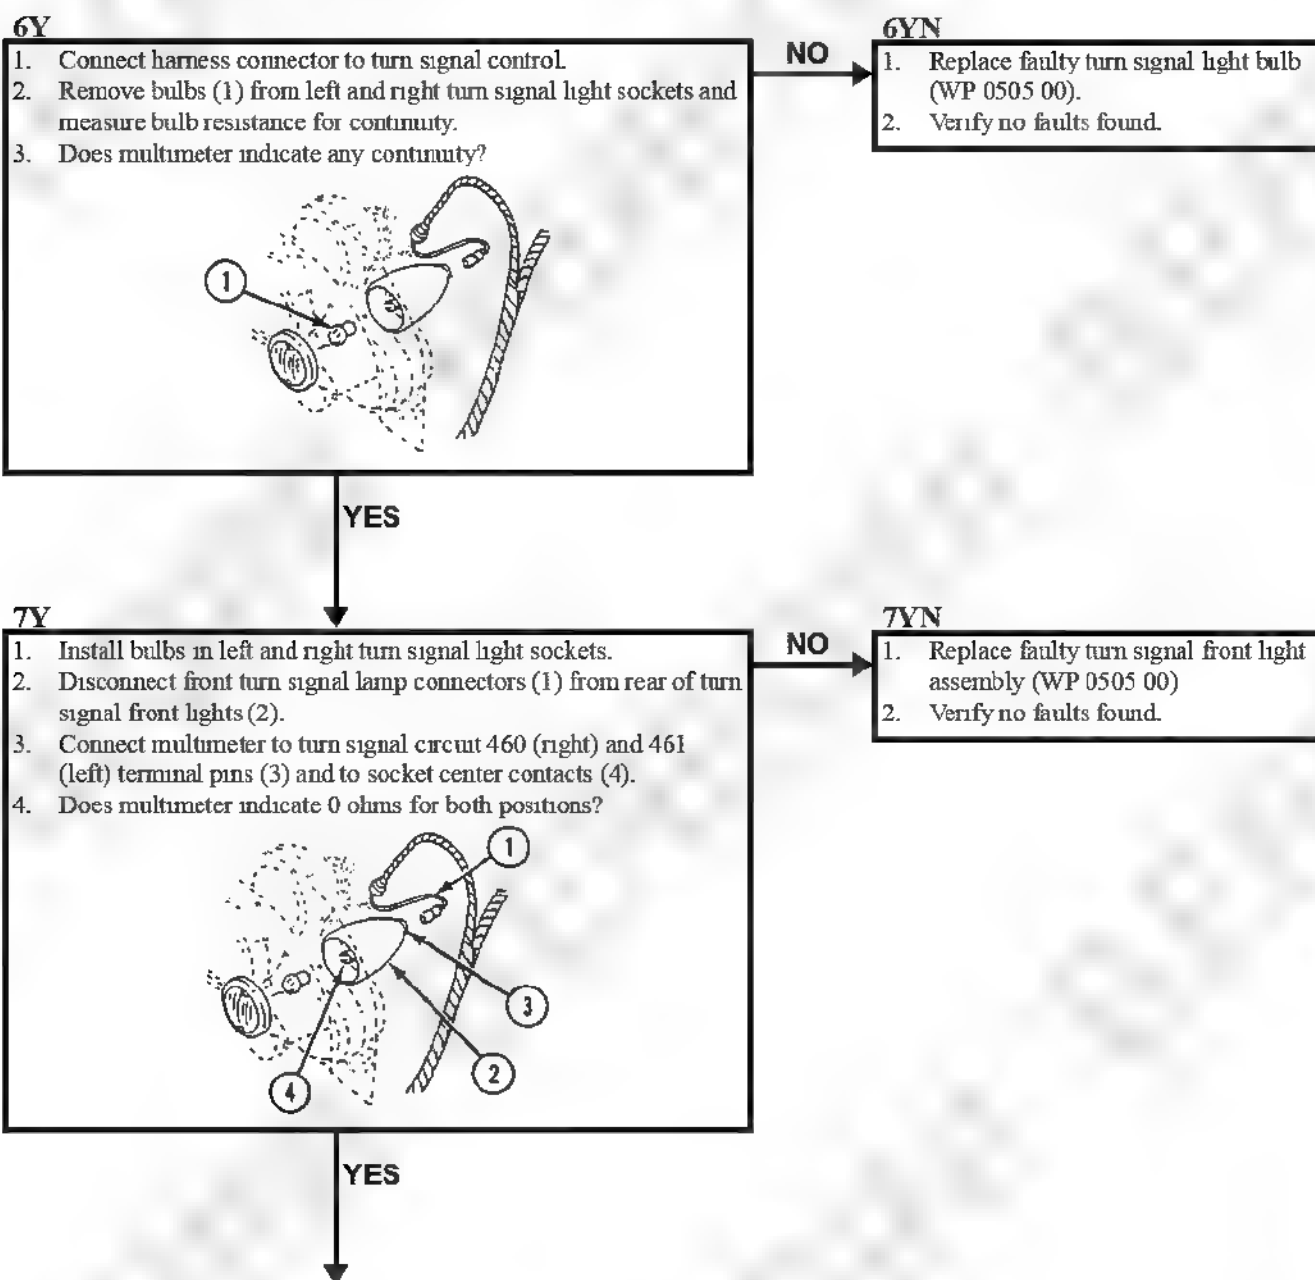 6Y
1. Connect harness connector to turn signal control.
2. Remove bulbs (1) from left and right turn signal light sockets and
measure bulb resistance for continuity.
3. Does multimeter indicate any continuity?
1
NO
6YN
1. Replace faulty turn signal light bulb
(WP 0505 00).
2. Verify no faults found.
YES
7Y
1. Install bulbs in left and right turn signal light sockets.
2. Disconnect front turn signal lamp connectors (1) from rear of turn
signal front lights (2).
3. Connect multimeter to turn signal circuit 460 (right) and 461
(left) terminal pins (3) and to socket center contacts (4).
4. Does multimeter indicate 0 ohms for both positions?
1
3
2
4
NO
7YN
1. Replace faulty turn signal front light
assembly (WP 0505 00)
2. Verify no faults found.
YES